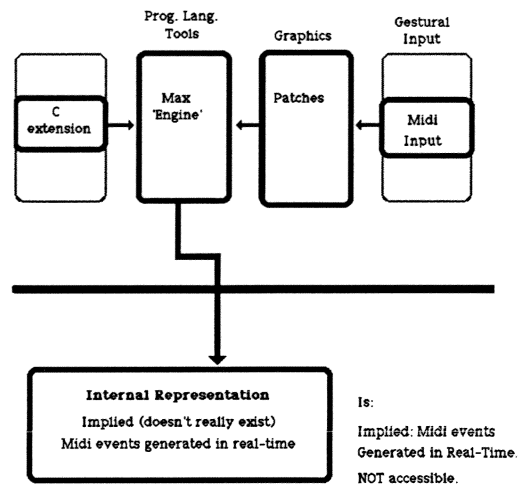 Prog. Lang.
Tools
Graphics
Gestural
Input
C
extension
Max
'Engine'
Patches
Midi
Input
Internal Representation
Implied (doesn't really exist)
Midi events generated in real-time
Is:
Implied: Midi events
Generated in Real-Time.
NOT accessible.